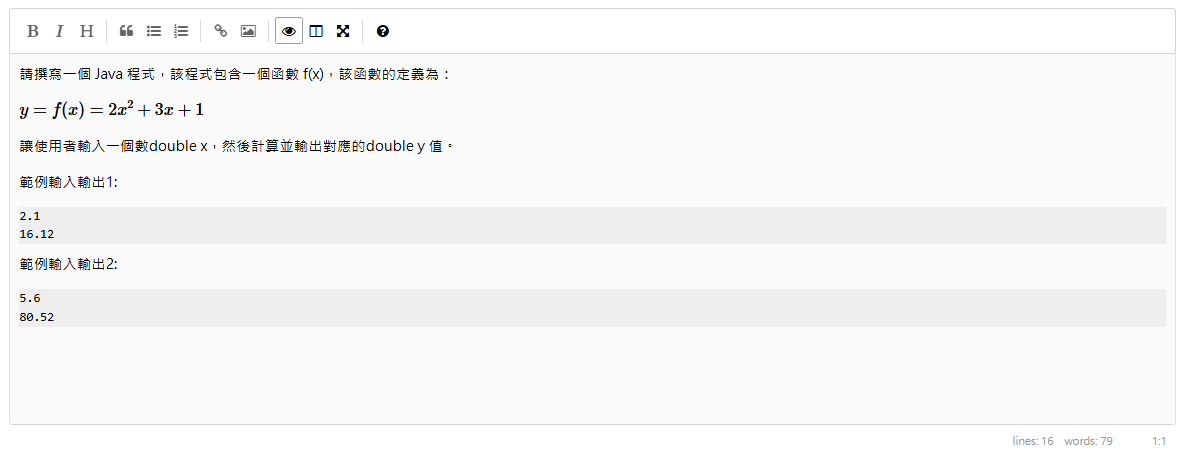 B I H
請撰寫一個 Java 程式，該程式包含一個函數 f(x)，該函數的定義為：
y = f(x) = 2x² + 3x + 1
讓使用者輸入一個數double x，然後計算並輸出對應的double y 值。
範例輸入輸出1:
2.1
16.12
範例輸入輸出2:
5.6
80.52
lines: 16 words: 79 1:1